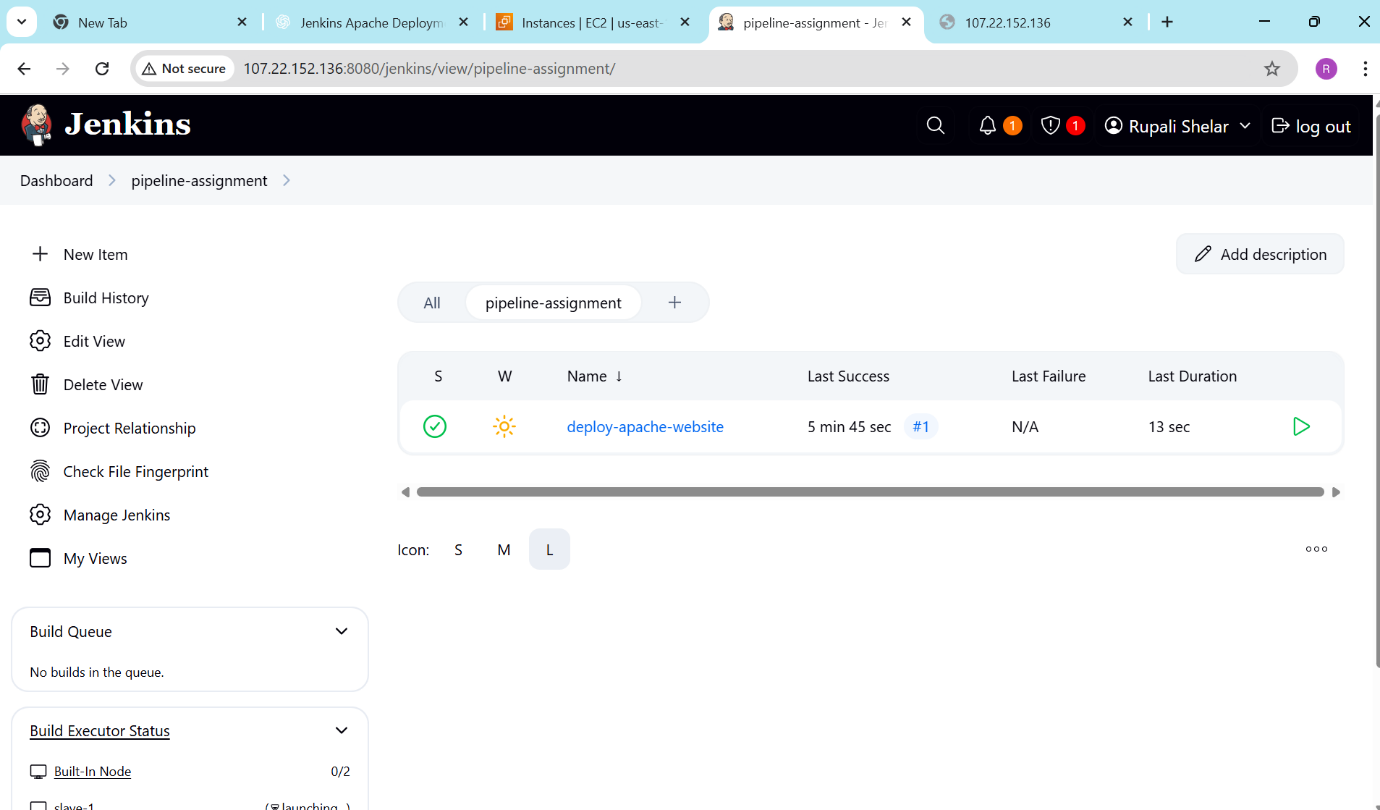 New Tab
Jenkins Apache Deploym
Instances | EC2 | us-east-
pipeline-assignment - Jen
107.22.152.136
Not secure
107.22.152.136:8080/jenkins/view/pipeline-assignment/
R
Jenkins
1
1
Rupali Shelar
log out
Dashboard
pipeline-assignment
New Item
Build History
Edit View
Delete View
Project Relationship
Check File Fingerprint
Manage Jenkins
My Views
Build Queue
No builds in the queue.
Build Executor Status
Built-In Node 0/2
slave-1 (launching..)
Add description
All pipeline-assignment +
S W Name ↓ Last Success Last Failure Last Duration
deploy-apache-website 5 min 45 sec #1 N/A 13 sec
Icon: S M L